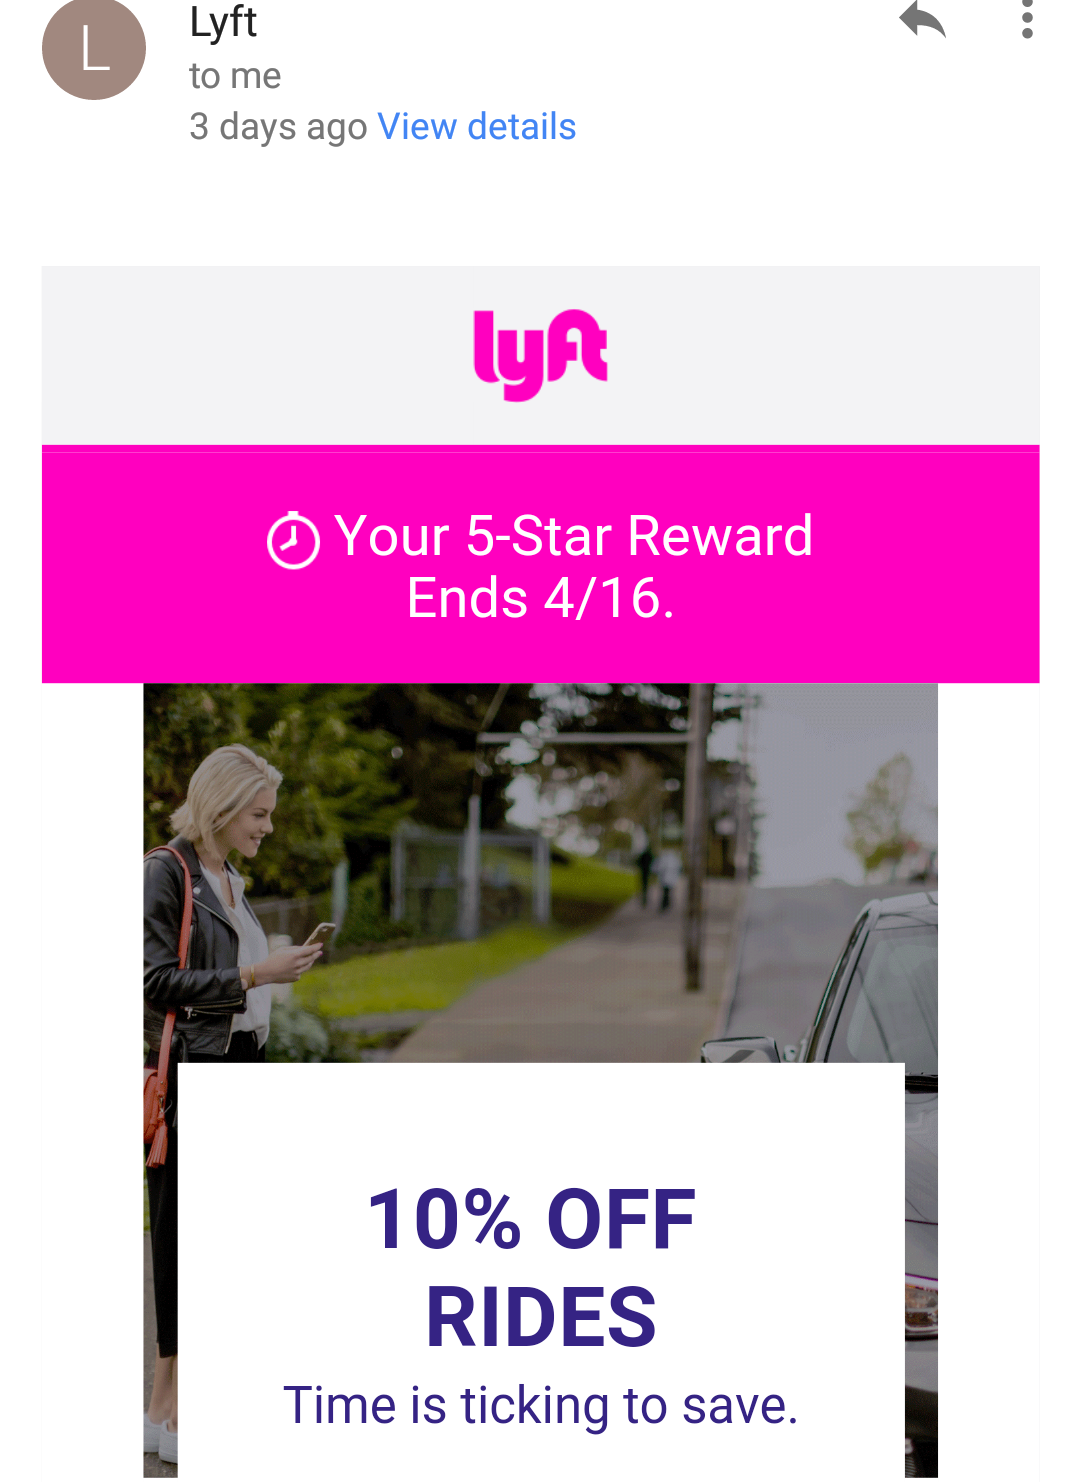 L
Lyft
to me
3 days ago View details
lyft
Your 5-Star Reward
Ends 4/16.
10% OFF
RIDES
Time is ticking to save.